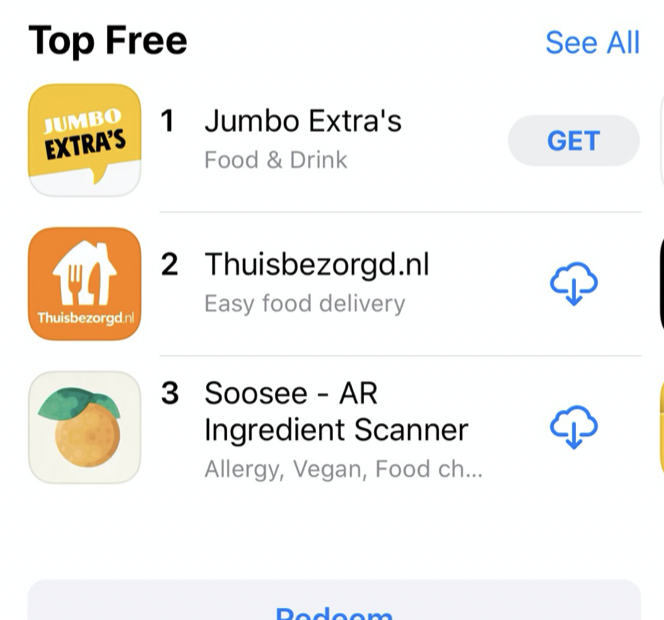 Top Free
See All
JUMBO
EXTRA'S
1 Jumbo Extra's
Food & Drink
GET
Thuisbezorgd.nl
2 Thuisbezorgd.nl
Easy food delivery
3 Soosee - AR
Ingredient Scanner
Allergy, Vegan, Food ch...
Redeem